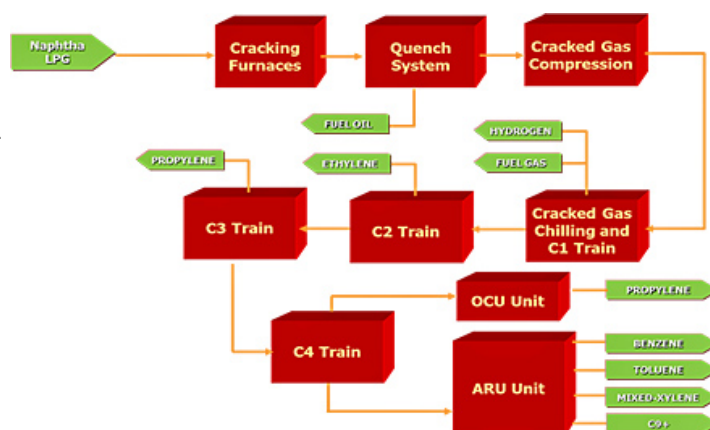 Naphtha
LPG
Cracking
Furnaces
Quench
System
Cracked Gas
Compression
FUEL OIL
HYDROGEN
FUEL GAS
PROPYLENE
ETHYLENE
C3 Train
C2 Train
Cracked Gas
Chilling and
C1 Train
OCU Unit
PROPYLENE
C4 Train
ARU Unit
BENZENE
TOLUENE
MIXED-XYLENE
C9+